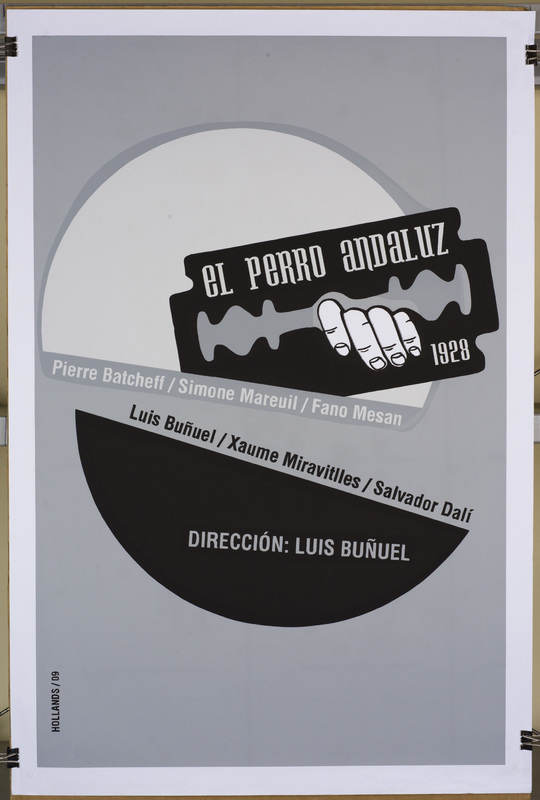 EL PERRO ANDALUZ
1928
Pierre Batcheff / Simone Mareuil / Fano Mesan
Luis Buñuel / Xaume Miravitlles / Salvador Dalí
DIRECCIÓN: LUIS BUÑUEL
HOLLANDS / 09